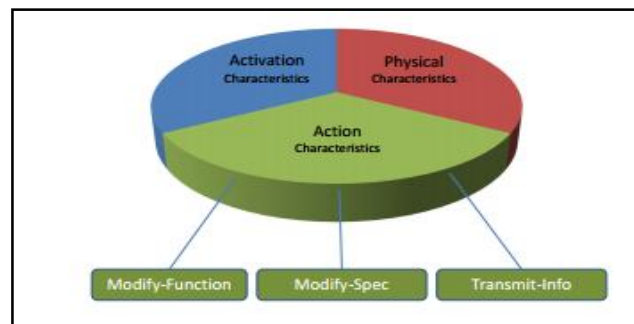 Activation
Characteristics
Physical
Characteristics
Action
Characteristics
Modify-Function
Modify-Spec
Transmit-Info